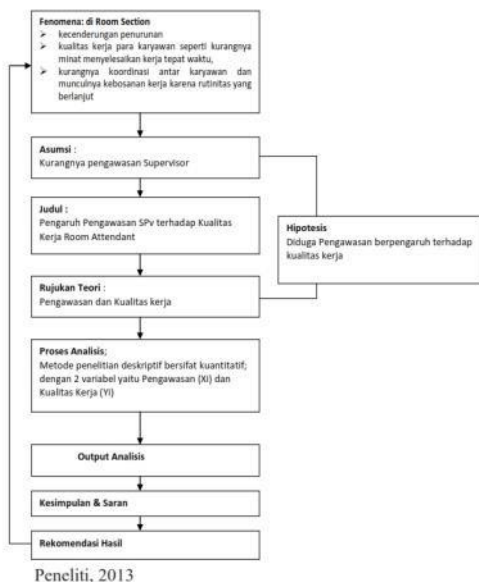 Fenomena: di Room Section
➢ kecenderungan penurunan
➢ kualitas kerja para karyawan seperti kurangnya
minat menyelesaikan kerja tepat waktu,
➢ kurangnya koordinasi antar karyawan dan
munculnya kebosanan kerja karena rutinitas yang
berlanjut
Asumsi :
Kurangnya pengawasan Supervisor
Judul :
Pengaruh Pengawasan SPv terhadap Kualitas
Kerja Room Attendant
Hipotesis
Diduga Pengawasan berpengaruh terhadap
kualitas kerja
Rujukan Teori :
Pengawasan dan Kualitas kerja
Proses Analisis;
Metode penelitian deskriptif bersifat kuantitatif;
dengan 2 variabel yaitu Pengawasan (Xi) dan
Kualitas Kerja (Yi)
Output Analisis
Kesimpulan & Saran
Rekomendasi Hasil
Peneliti, 2013